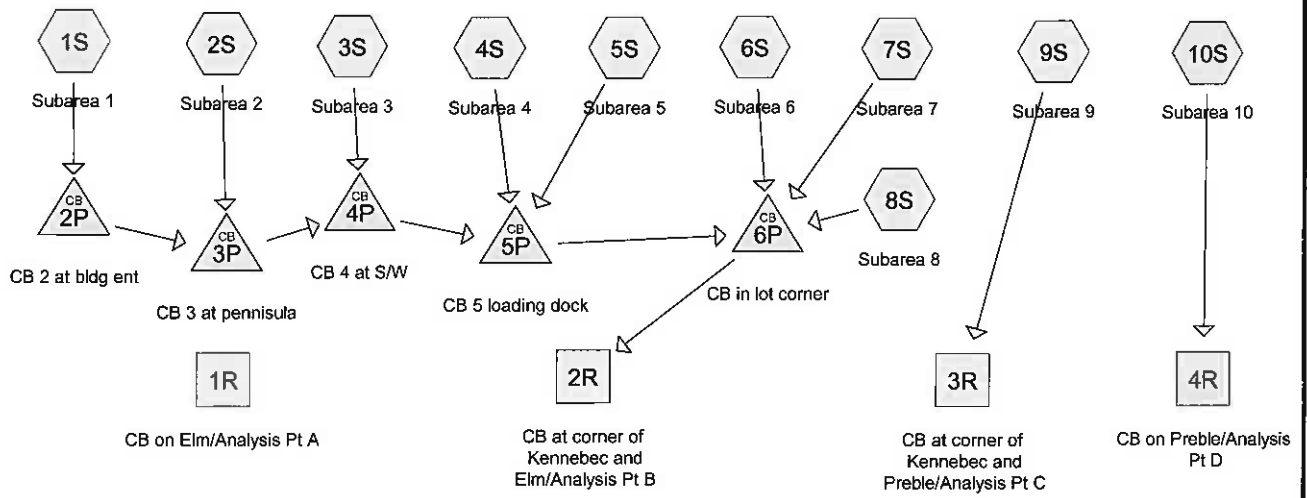 1S
2S
3S
4S
5S
6S
7S
9S
10S
Subarea 1
Subarea 2
Subarea 3
Subarea 4
Subarea 5
Subarea 6
Subarea 7
Subarea 9
Subarea 10
CB
2P
CB
3P
CB
4P
CB
5P
CB
6P
8S
CB 2 at bldg ent
CB 3 at pennisula
CB 4 at S/W
CB 5 loading dock
CB in lot corner
Subarea 8
1R
2R
3R
4R
CB on Elm/Analysis Pt A
CB at corner of
Kennebec and
Elm/Analysis Pt B
CB at corner of
Kennebec and
Preble/Analysis Pt C
CB on Preble/Analysis
Pt D